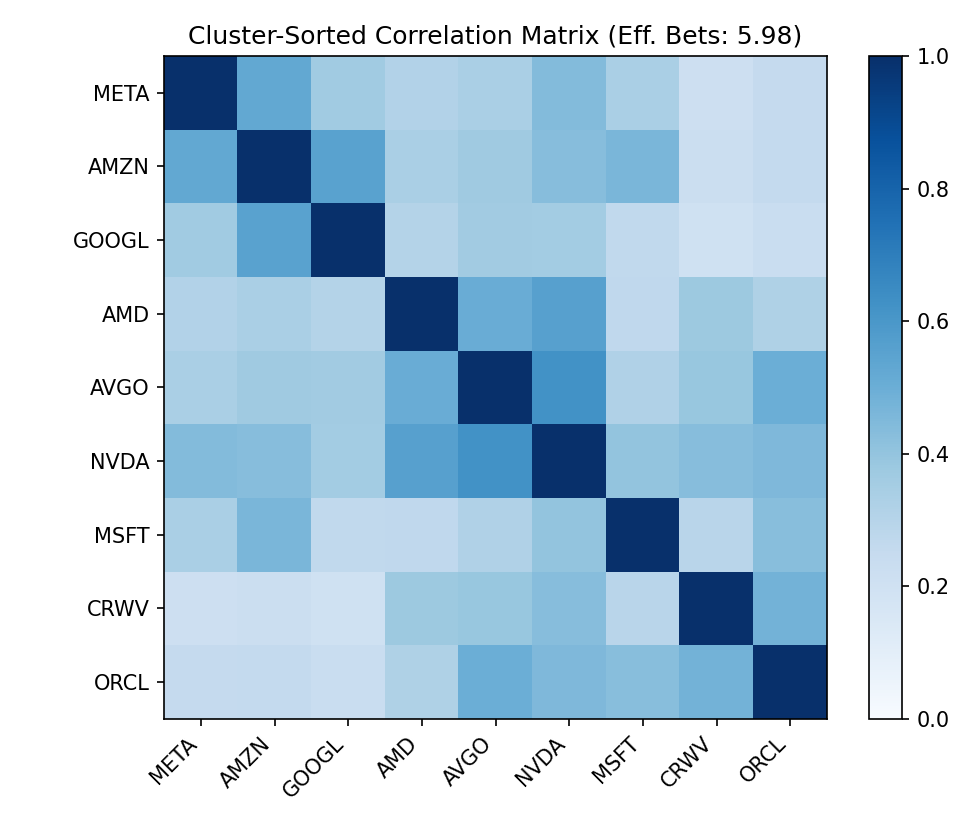 Cluster-Sorted Correlation Matrix (Eff. Bets: 5.98)
META
AMZN
GOOGL
AMD
AVGO
NVDA
MSFT
CRWV
ORCL
META
AMZN
GOOGL
AMD
AVGO
NVDA
MSFT
CRWV
ORCL
1.0
0.8
0.6
0.4
0.2
0.0